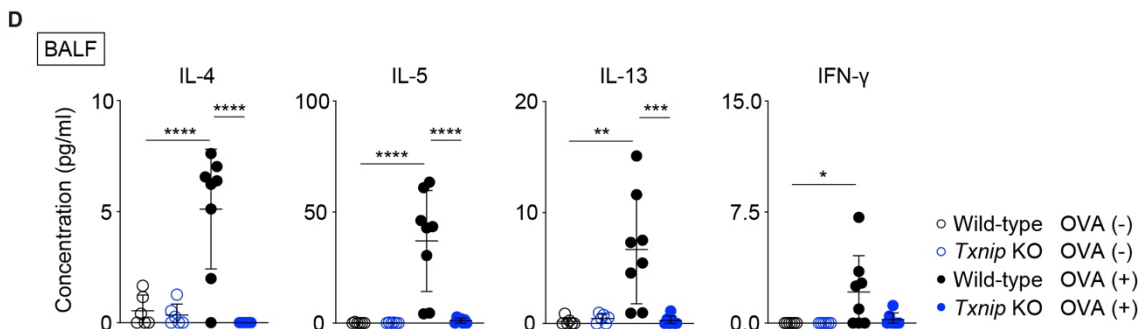 D
BALF
IL-4
IL-5
IL-13
IFN-γ
Concentration (pg/ml)
10
5
0
****
****
100
50
0
****
****
20
10
0
**
***
15.0
7.5
0.0
*
Wild-type OVA (-)
Txnip KO OVA (-)
Wild-type OVA (+)
Txnip KO OVA (+)